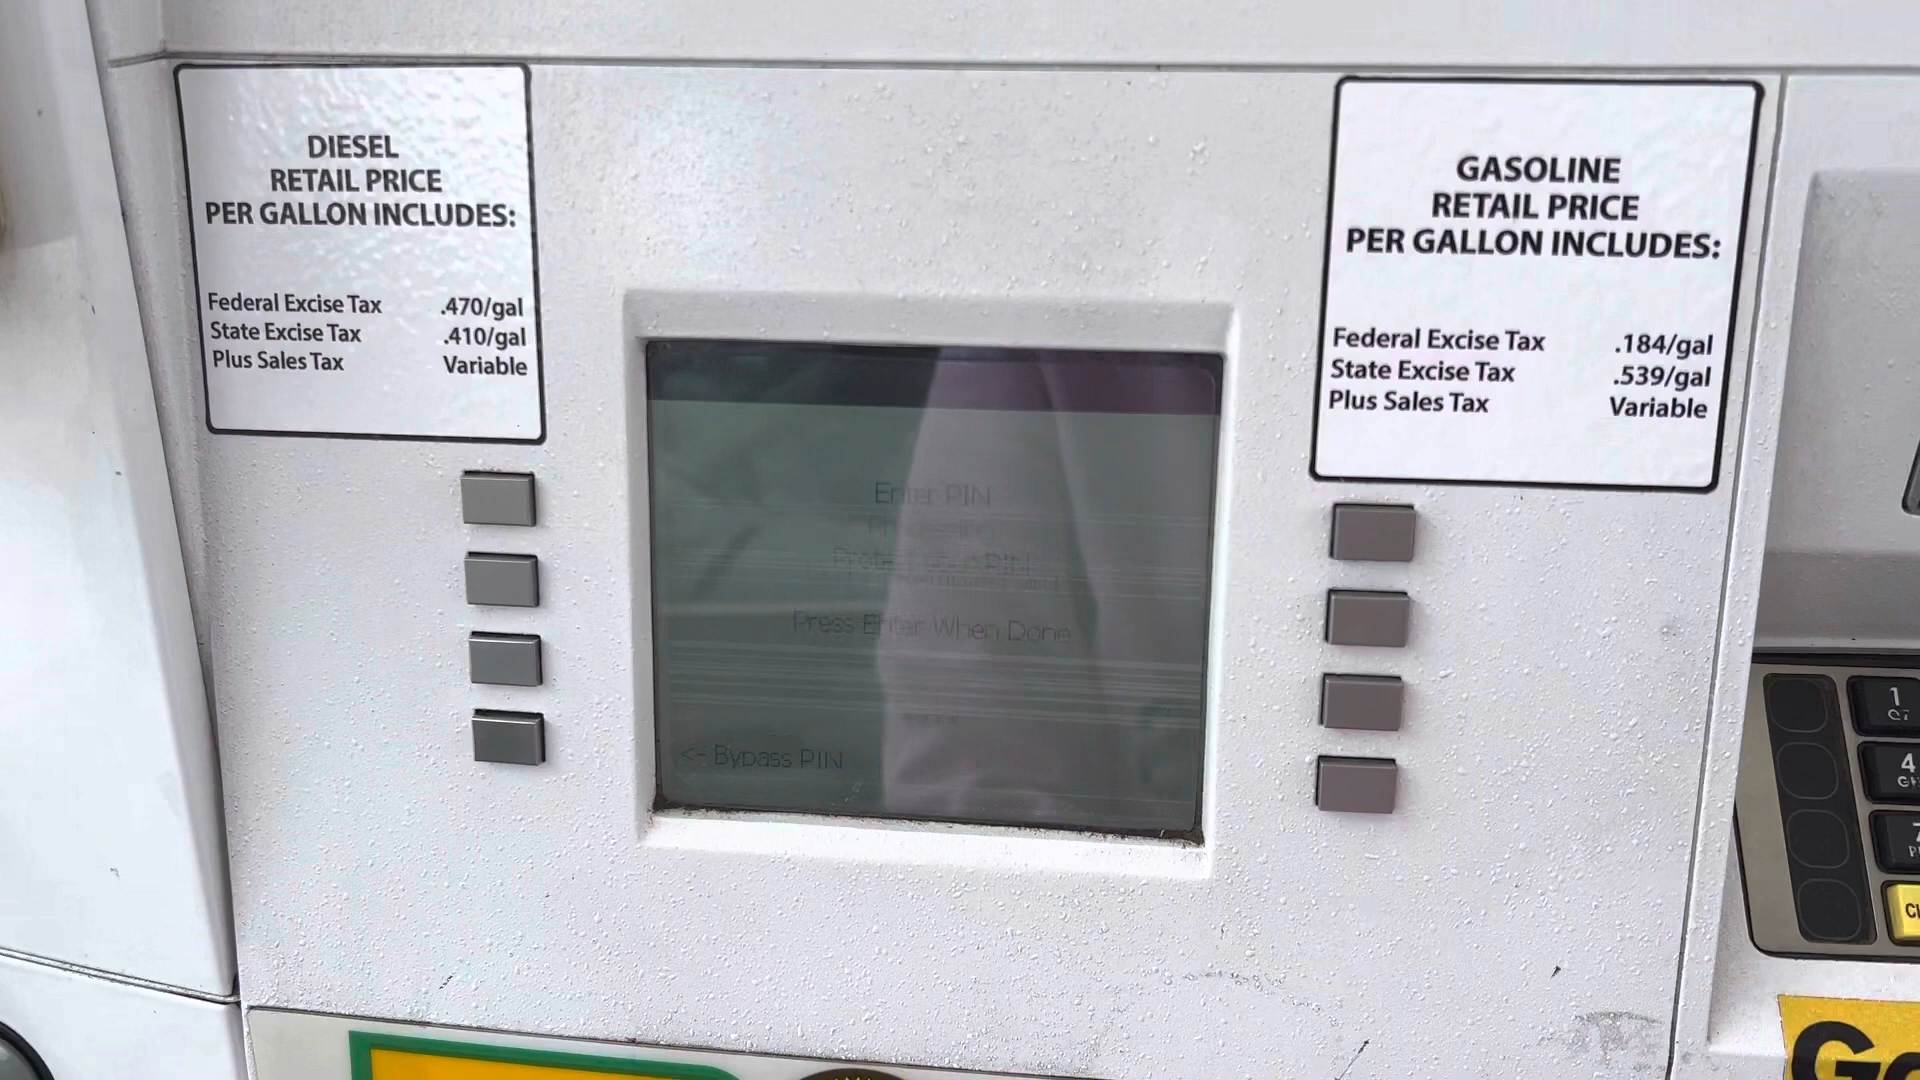 DIESEL
RETAIL PRICE
PER GALLON INCLUDES:
Federal Excise Tax .470/gal
State Excise Tax .410/gal
Plus Sales Tax Variable
GASOLINE
RETAIL PRICE
PER GALLON INCLUDES:
Federal Excise Tax .184/gal
State Excise Tax .539/gal
Plus Sales Tax Variable
Enter PIN
PIN
Press Enter When Done
<- Bypass PIN
1
4